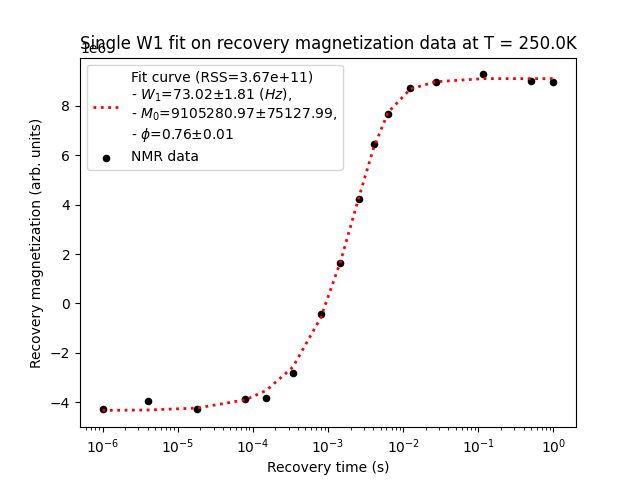 Single W1 fit on recovery magnetization data at T = 250.0K
1e6
Fit curve (RSS=3.67e+11)
- W₁=73.02±1.81 (Hz),
- M₀=9105280.97±75127.99,
- ϕ=0.76±0.01
NMR data
8
6
4
2
0
−2
−4
Recovery magnetization (arb. units)
10⁻⁶ 10⁻⁵ 10⁻⁴ 10⁻³ 10⁻² 10⁻¹ 10⁰
Recovery time (s)